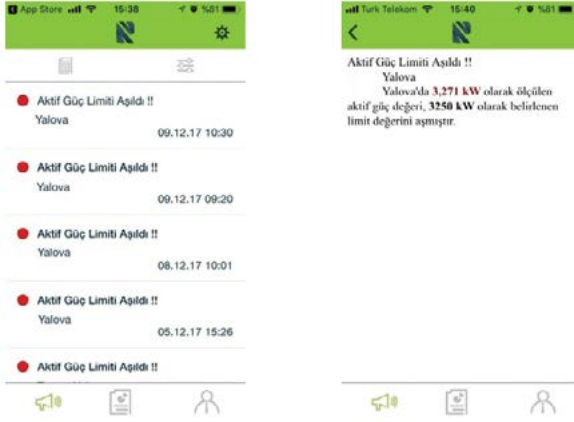 App Store
15:38
%81
Aktif Güç Limiti Aşıldı !!
Yalova
09.12.17 10:30
Aktif Güç Limiti Aşıldı !!
Yalova
09.12.17 09:20
Aktif Güç Limiti Aşıldı !!
Yalova
08.12.17 10:01
Aktif Güç Limiti Aşıldı !!
Yalova
05.12.17 15:26
Aktif Güç Limiti Aşıldı !!
Turk Telekom
15:40
%81
Aktif Güç Limiti Aşıldı !!
Yalova
Yalova'da 3,271 kW olarak ölçülen
aktif güç değeri, 3250 kW olarak belirlenen
limit değerini aşmıştır.